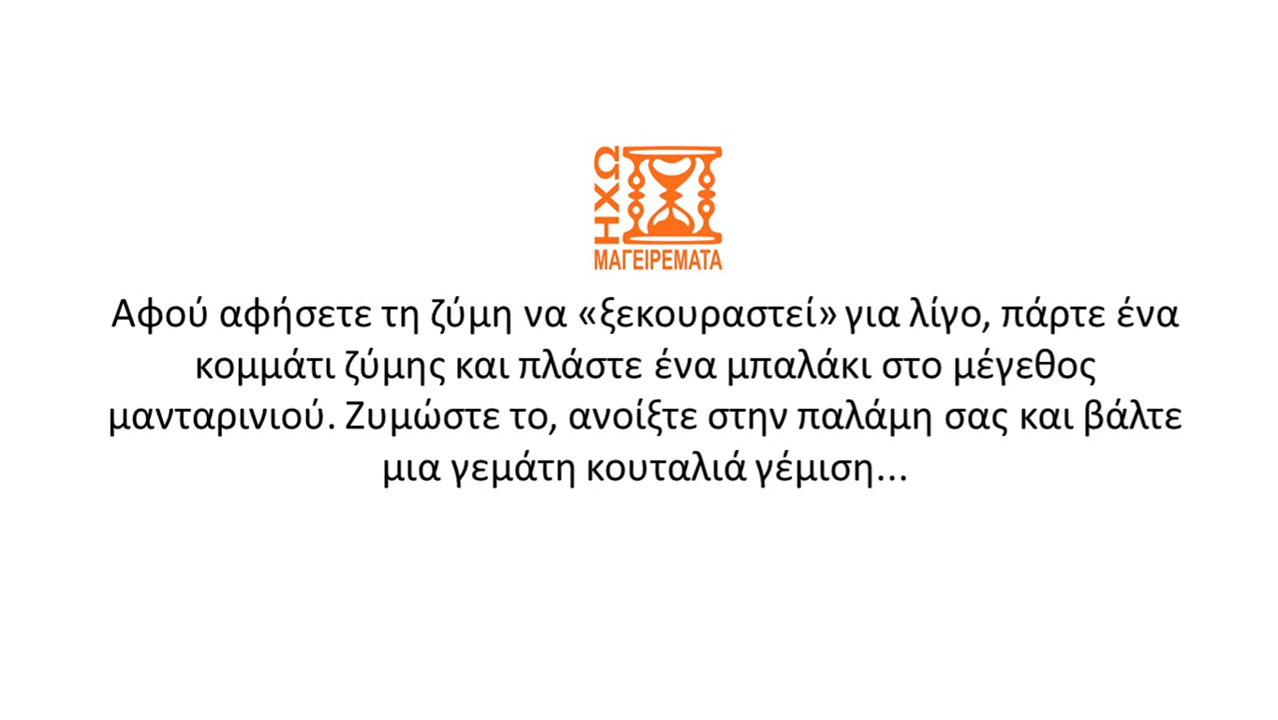 ΗΧΩ
ΜΑΓΕΙΡΕΜΑΤΑ
Αφού αφήσετε τη ζύμη να «ξεκουραστεί» για λίγο, πάρτε ένα
κομμάτι ζύμης και πλάστε ένα μπαλάκι στο μέγεθος
μανταρινιού. Ζυμώστε το, ανοίξτε στην παλάμη σας και βάλτε
μια γεμάτη κουταλιά γέμιση...